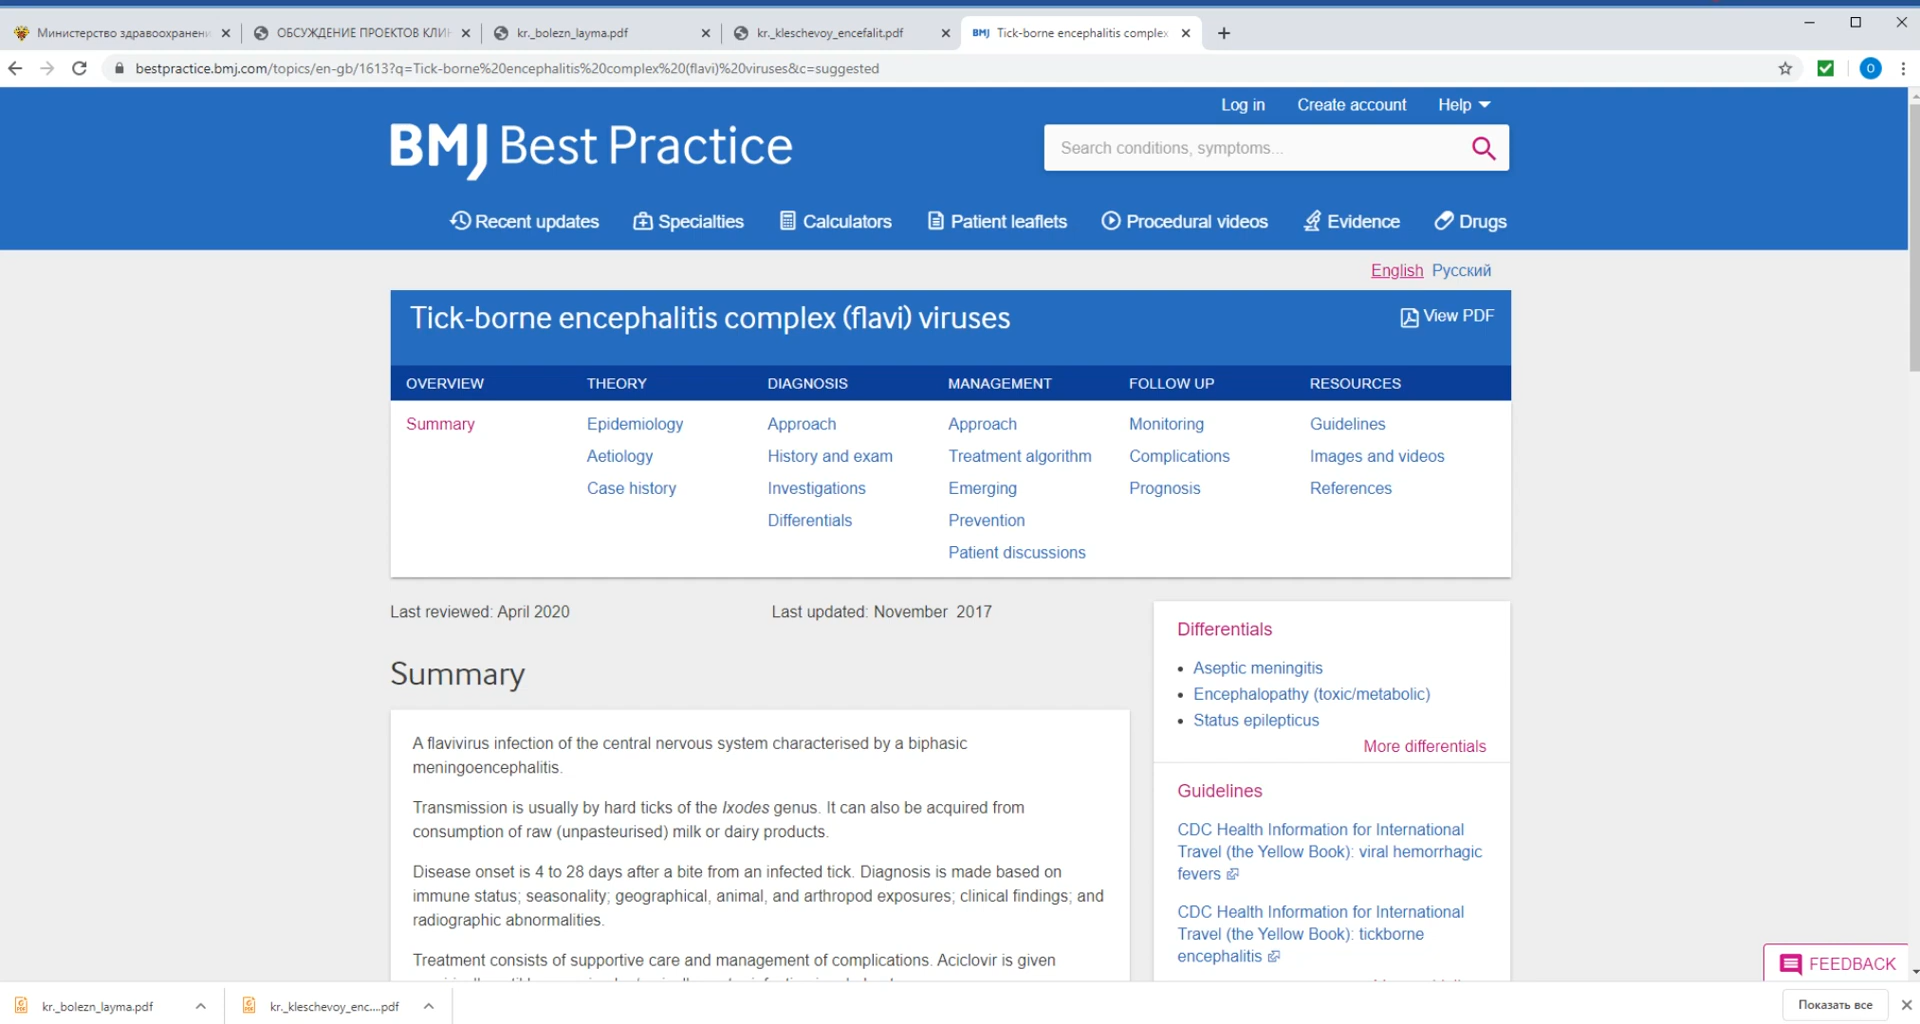 Министерство здравоохранени
ОБСУЖДЕНИЕ ПРОЕКТОВ КЛИН
kr._bolezn_layma.pdf
kr._kleschevoy_encefalit.pdf
BMJ Tick-borne encephalitis complex
bestpractice.bmj.com/topics/en-gb/1613?q=Tick-borne%20encephalitis%20complex%20(flavi)%20viruses&c=suggested
O
Log in Create account Help
BMJ Best Practice
Search conditions, symptoms...
Recent updates Specialties Calculators Patient leaflets Procedural videos Evidence Drugs
English Русский
Tick-borne encephalitis complex (flavi) viruses
View PDF
OVERVIEW THEORY DIAGNOSIS MANAGEMENT FOLLOW UP RESOURCES
Summary Epidemiology Approach Approach Monitoring Guidelines
Aetiology History and exam Treatment algorithm Complications Images and videos
Case history Investigations Emerging Prognosis References
Differentials Prevention
Patient discussions
Last reviewed: April 2020 Last updated: November 2017
Summary
A flavivirus infection of the central nervous system characterised by a biphasic
meningoencephalitis.
Transmission is usually by hard ticks of the Ixodes genus. It can also be acquired from
consumption of raw (unpasteurised) milk or dairy products.
Disease onset is 4 to 28 days after a bite from an infected tick. Diagnosis is made based on
immune status; seasonality; geographical, animal, and arthropod exposures; clinical findings; and
radiographic abnormalities.
Treatment consists of supportive care and management of complications. Aciclovir is given
Differentials
Aseptic meningitis
Encephalopathy (toxic/metabolic)
Status epilepticus
More differentials
Guidelines
CDC Health Information for International
Travel (the Yellow Book): viral hemorrhagic
fevers
CDC Health Information for International
Travel (the Yellow Book): tickborne
encephalitis
FEEDBACK
kr._bolezn_layma.pdf
kr._kleschevoy_enc....pdf
Показать все